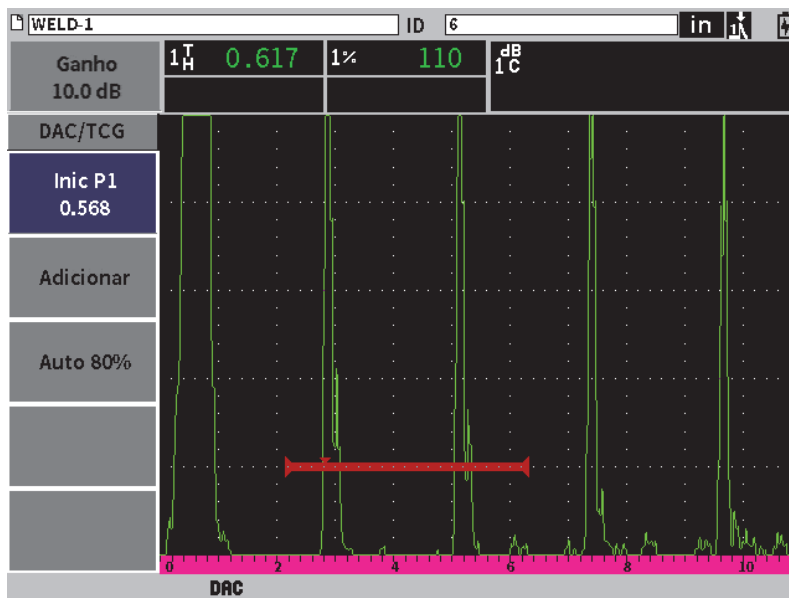 WELD-1 ID 6 in 1
Ganho
10.0 dB
1 T H 0.617 1% 110 dB 1 C
DAC/TCG
Inic P1
0.568
Adicionar
Auto 80%
0 2 4 6 8 10
DAC